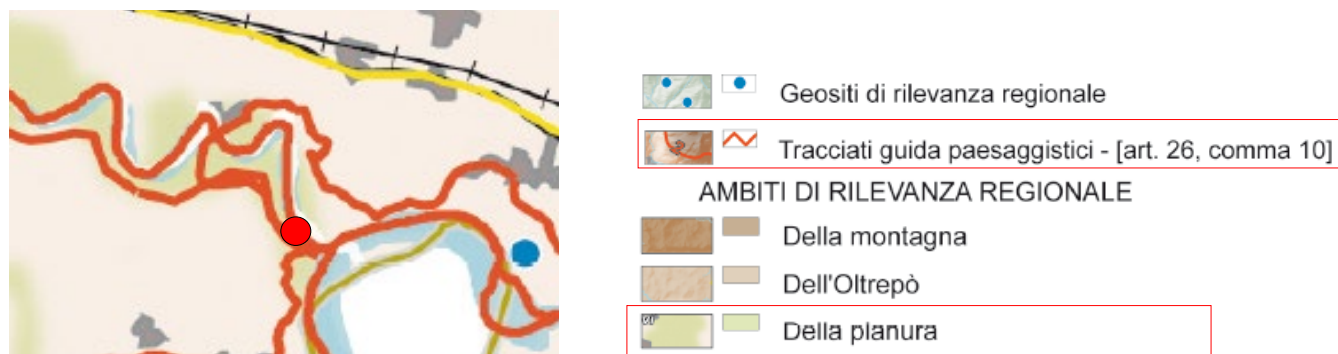 Geositi di rilevanza regionale
Tracciati guida paesaggistici - [art. 26, comma 10]
AMBITI DI RILEVANZA REGIONALE
Della montagna
Dell'Oltrepò
Della planura